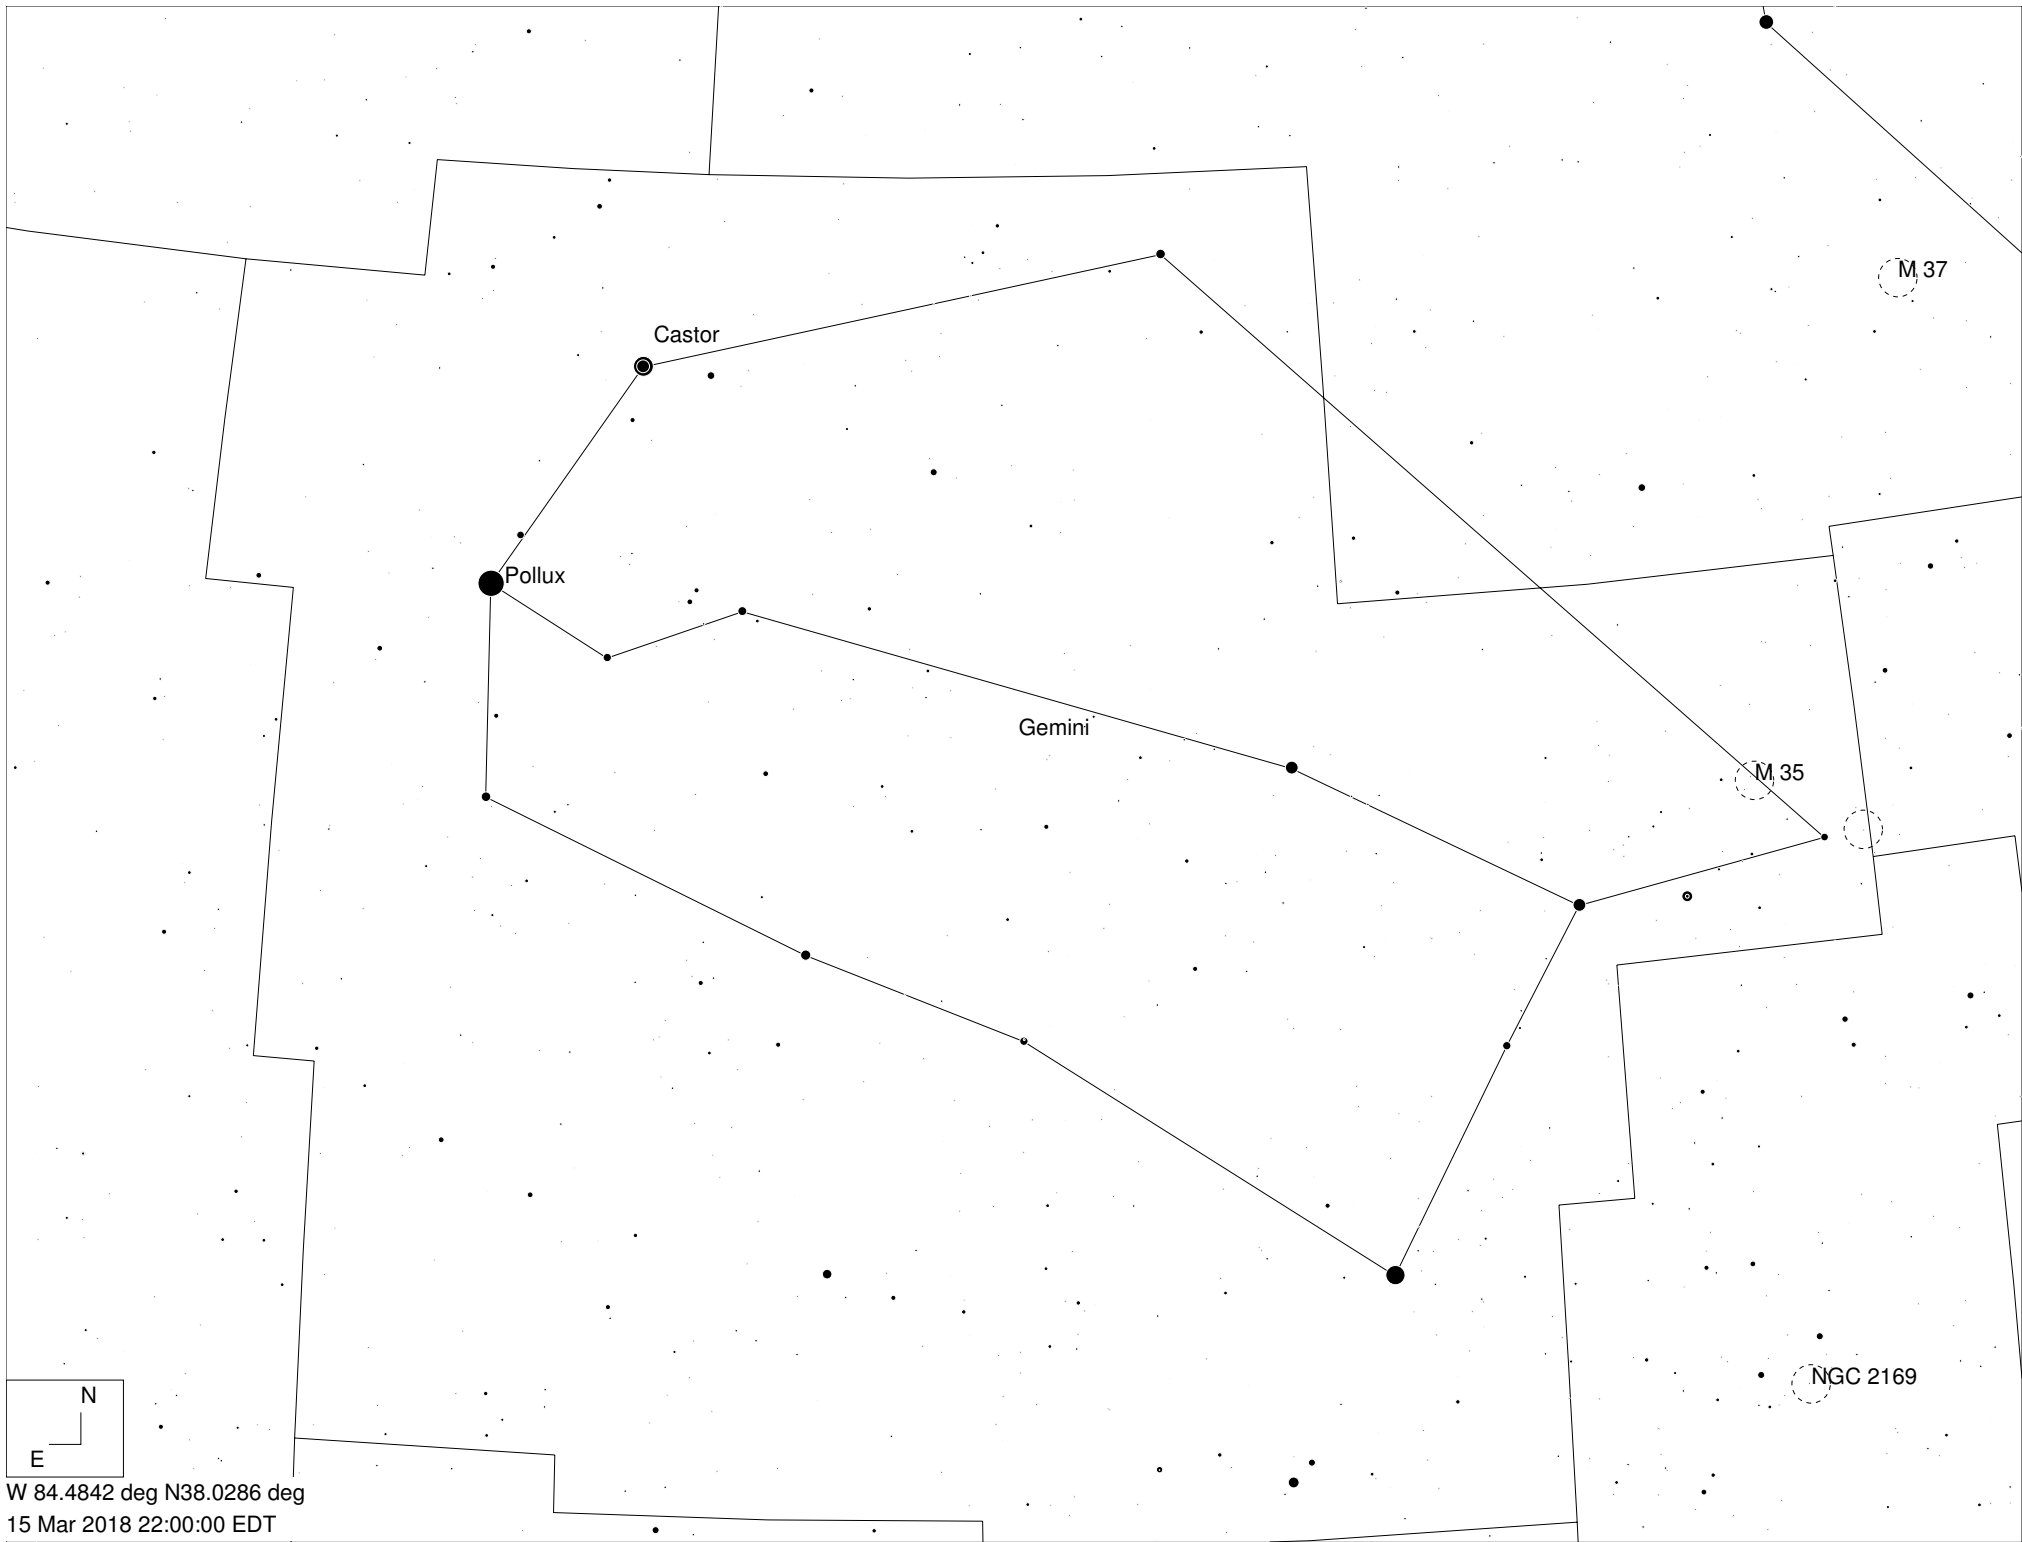 M 37
Castor
Pollux
Gemini
M 35
NGC 2169
N
E
W 84.4842 deg N38.0286 deg
15 Mar 2018 22:00:00 EDT